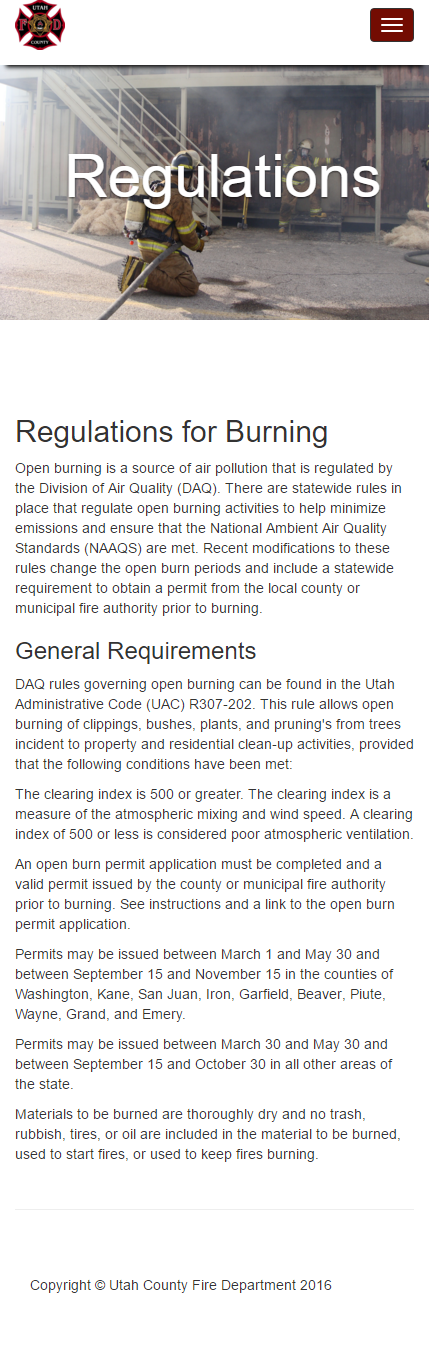 UTAH
F D
COUNTY
Regulations
Regulations for Burning
Open burning is a source of air pollution that is regulated by
the Division of Air Quality (DAQ). There are statewide rules in
place that regulate open burning activities to help minimize
emissions and ensure that the National Ambient Air Quality
Standards (NAAQS) are met. Recent modifications to these
rules change the open burn periods and include a statewide
requirement to obtain a permit from the local county or
municipal fire authority prior to burning.
General Requirements
DAQ rules governing open burning can be found in the Utah
Administrative Code (UAC) R307-202. This rule allows open
burning of clippings, bushes, plants, and pruning's from trees
incident to property and residential clean-up activities, provided
that the following conditions have been met:
The clearing index is 500 or greater. The clearing index is a
measure of the atmospheric mixing and wind speed. A clearing
index of 500 or less is considered poor atmospheric ventilation.
An open burn permit application must be completed and a
valid permit issued by the county or municipal fire authority
prior to burning. See instructions and a link to the open burn
permit application.
Permits may be issued between March 1 and May 30 and
between September 15 and November 15 in the counties of
Washington, Kane, San Juan, Iron, Garfield, Beaver, Piute,
Wayne, Grand, and Emery.
Permits may be issued between March 30 and May 30 and
between September 15 and October 30 in all other areas of
the state.
Materials to be burned are thoroughly dry and no trash,
rubbish, tires, or oil are included in the material to be burned,
used to start fires, or used to keep fires burning.
Copyright © Utah County Fire Department 2016